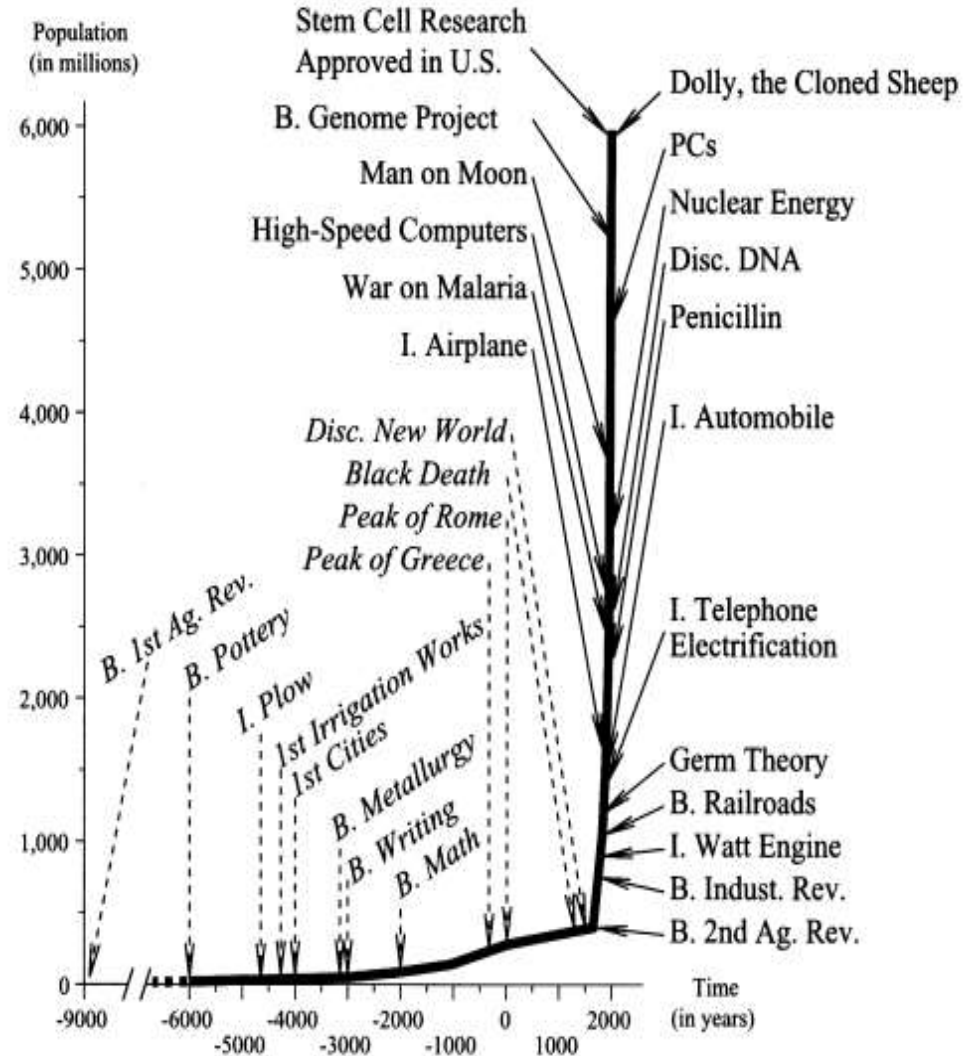 Population
(in millions)
Stem Cell Research
Approved in U.S.
Dolly, the Cloned Sheep
B. Genome Project
PCs
Man on Moon
Nuclear Energy
High-Speed Computers
Disc. DNA
War on Malaria
Penicillin
I. Airplane
I. Automobile
Disc. New World
Black Death
Peak of Rome
Peak of Greece
B. 1st Ag. Rev.
B. Pottery
I. Plow
1st Irrigation Works
1st Cities
B. Metallurgy
B. Writing
B. Math
I. Telephone
Electrification
Germ Theory
B. Railroads
I. Watt Engine
B. Indust. Rev.
B. 2nd Ag. Rev.
6,000
5,000
4,000
3,000
2,000
1,000
0
-9000
-6000
-5000
-4000
-3000
-2000
-1000
0
1000
2000
Time
(in years)